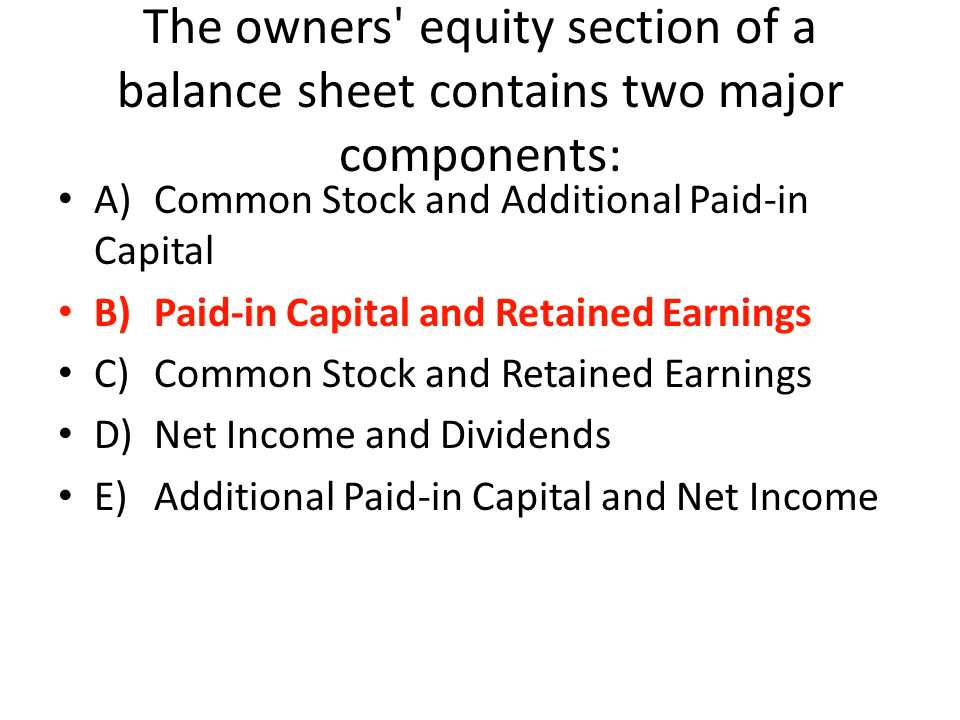 The owners' equity section of a
balance sheet contains two major
components:
• A) Common Stock and Additional Paid-in
Capital
• B) Paid-in Capital and Retained Earnings
• C) Common Stock and Retained Earnings
• D) Net Income and Dividends
• E) Additional Paid-in Capital and Net Income